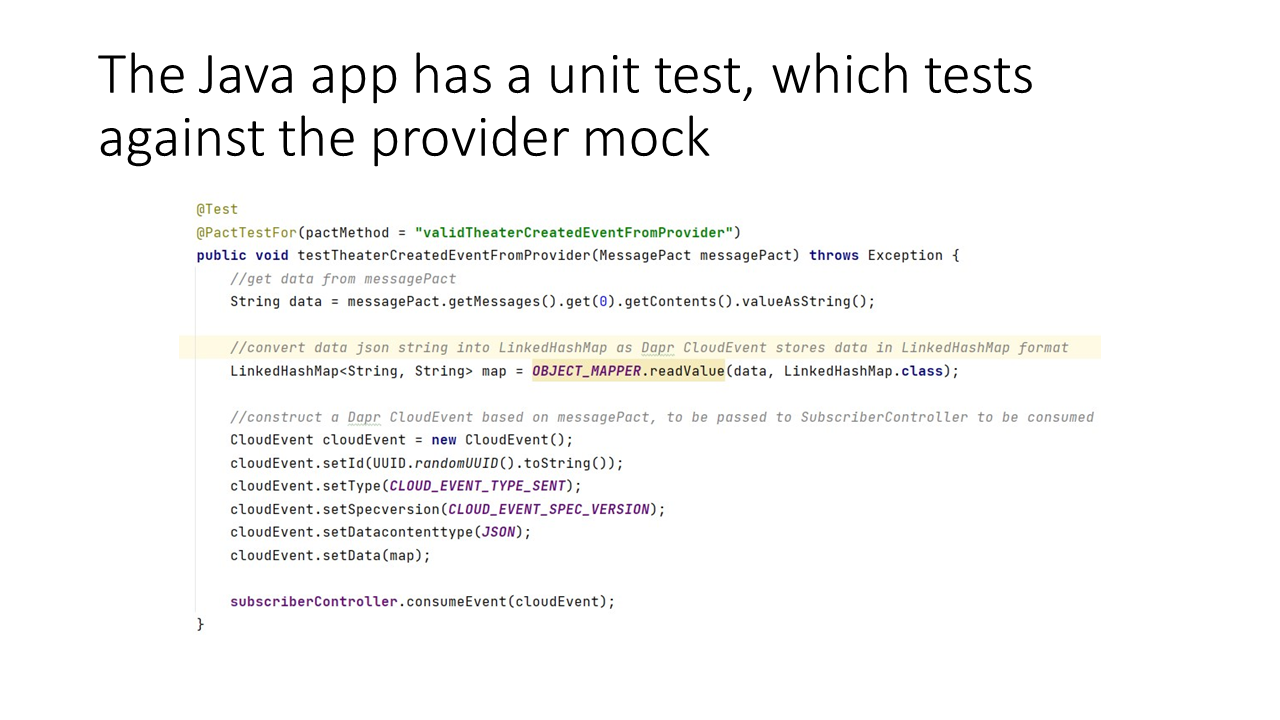 The Java app has a unit test, which tests
against the provider mock
@Test
@PactTestFor(pactMethod = "validTheaterCreatedEventFromProvider")
public void testTheaterCreatedEventFromProvider(MessagePact messagePact) throws Exception {
//get data from messagePact
String data = messagePact.getMessages().get(0).getContents().valueAsString();
//convert data json string into LinkedHashMap as Dapr CloudEvent stores data in LinkedHashMap format
LinkedHashMap<String, String> map = OBJECT_MAPPER.readValue(data, LinkedHashMap.class);
//construct a Dapr CloudEvent based on messagePact, to be passed to SubscriberController to be consumed
CloudEvent cloudEvent = new CloudEvent();
cloudEvent.setId(UUID.randomUUID().toString());
cloudEvent.setType(CLOUD_EVENT_TYPE_SENT);
cloudEvent.setSpecversion(CLOUD_EVENT_SPEC_VERSION);
cloudEvent.setDatacontenttype(JSON);
cloudEvent.setData(map);
subscriberController.consumeEvent(cloudEvent);
}